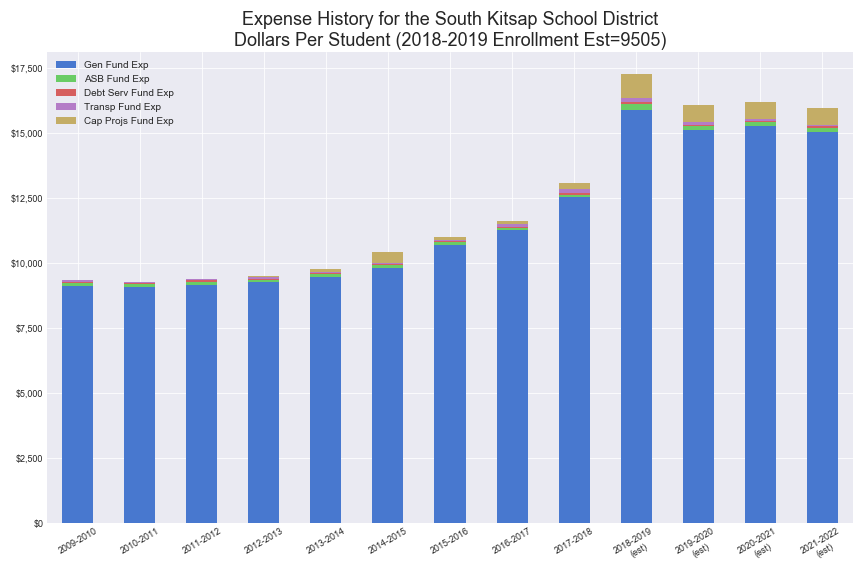 Expense History for the South Kitsap School District
Dollars Per Student (2018-2019 Enrollment Est=9505)
Gen Fund Exp
ASB Fund Exp
Debt Serv Fund Exp
Transp Fund Exp
Cap Projs Fund Exp
$17,500
$15,000
$12,500
$10,000
$7,500
$5,000
$2,500
$0
2009-2010
2010-2011
2011-2012
2012-2013
2013-2014
2014-2015
2015-2016
2016-2017
2017-2018
2018-2019
(est)
2019-2020
(est)
2020-2021
(est)
2021-2022
(est)